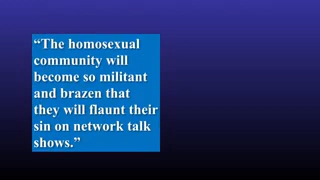 “The homosexual
community will
become so militant
and brazen that
they will flaunt their
sin on network talk
shows.”